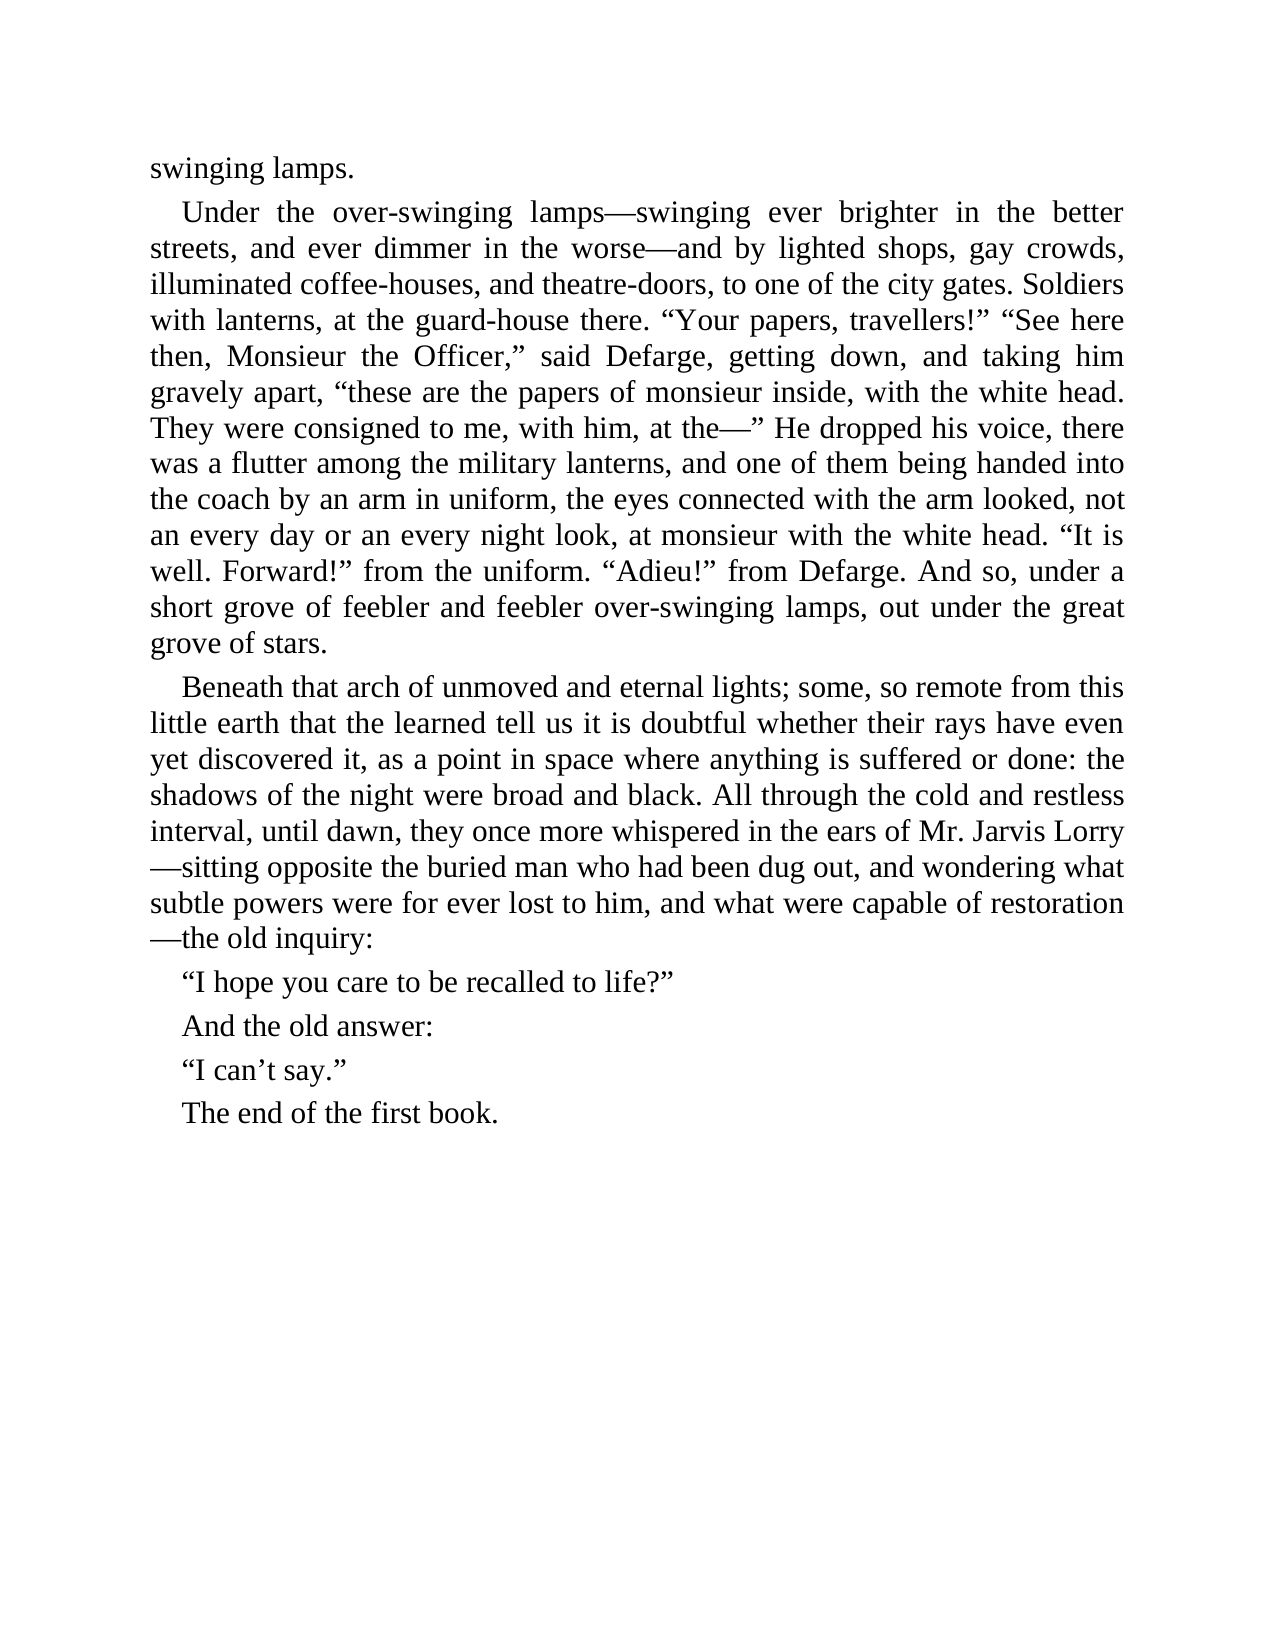 swinging lamps.
Under the over-swinging lamps—swinging ever brighter in the better
streets, and ever dimmer in the worse—and by lighted shops, gay crowds,
illuminated coffee-houses, and theatre-doors, to one of the city gates. Soldiers
with lanterns, at the guard-house there. “Your papers, travellers!” “See here
then, Monsieur the Officer,” said Defarge, getting down, and taking him
gravely apart, “these are the papers of monsieur inside, with the white head.
They were consigned to me, with him, at the—” He dropped his voice, there
was a flutter among the military lanterns, and one of them being handed into
the coach by an arm in uniform, the eyes connected with the arm looked, not
an every day or an every night look, at monsieur with the white head. “It is
well. Forward!” from the uniform. “Adieu!” from Defarge. And so, under a
short grove of feebler and feebler over-swinging lamps, out under the great
grove of stars.
Beneath that arch of unmoved and eternal lights; some, so remote from this
little earth that the learned tell us it is doubtful whether their rays have even
yet discovered it, as a point in space where anything is suffered or done: the
shadows of the night were broad and black. All through the cold and restless
interval, until dawn, they once more whispered in the ears of Mr. Jarvis Lorry
—sitting opposite the buried man who had been dug out, and wondering what
subtle powers were for ever lost to him, and what were capable of restoration
—the old inquiry:
“I hope you care to be recalled to life?”
And the old answer:
“I can’t say.”
The end of the first book.